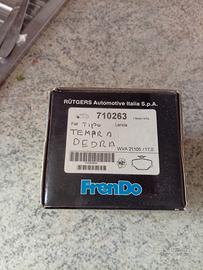 RÜTGERS Automotive Italia S.p.A.
710263
Fiat TIPO Lancia
TEMPRA
DEDRA
WVA 21105 / 17,0
FrenDo